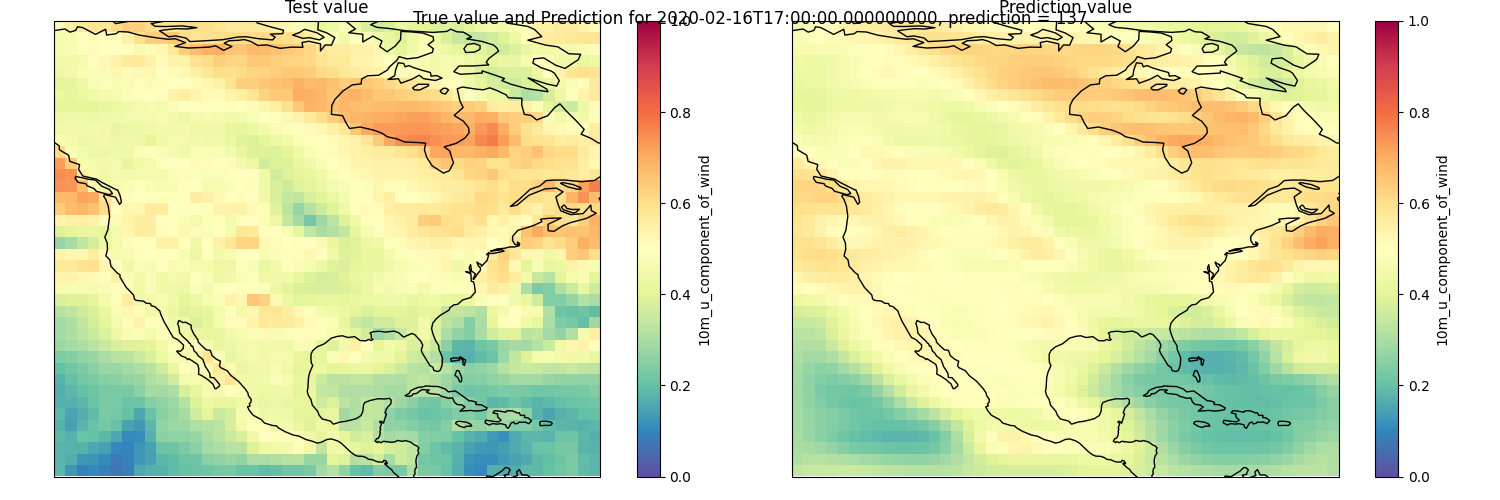 Test value
True value and Prediction for 2020-02-16T17:00:00.000000000, prediction = 137
Prediction value
1.0
0.8
0.6
0.4
0.2
0.0
10m_u_component_of_wind
1.0
0.8
0.6
0.4
0.2
0.0
10m_u_component_of_wind